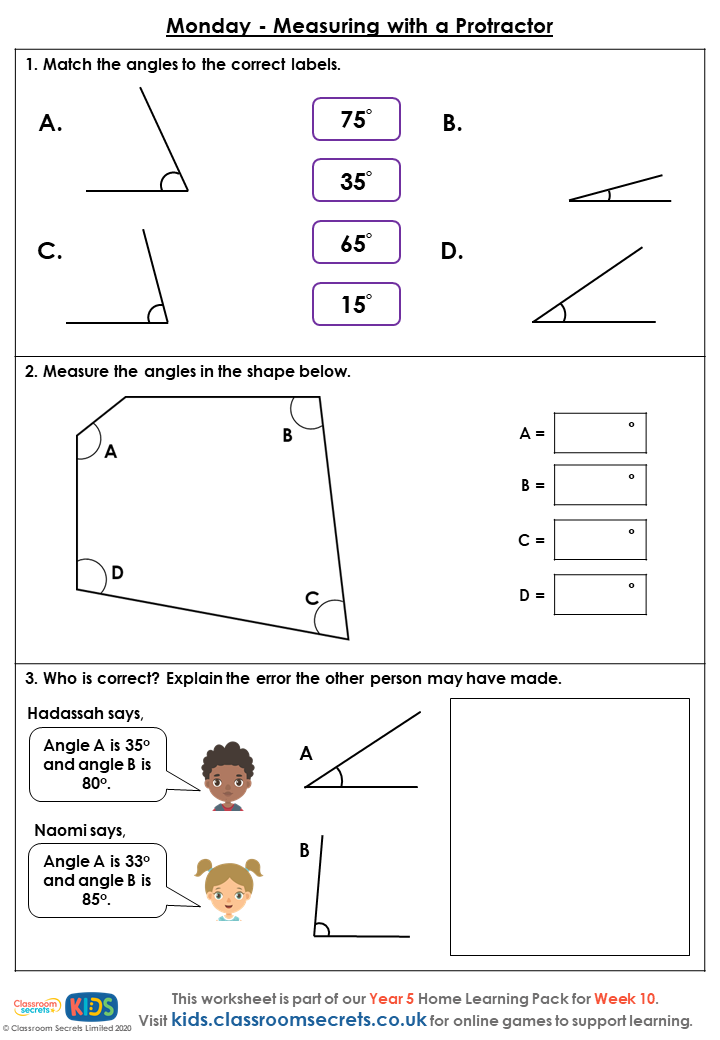 Monday - Measuring with a Protractor
1. Match the angles to the correct labels.
A.
75°
B.
35°
C.
65°
D.
15°
2. Measure the angles in the shape below.
A
B
D
C
A = °
B = °
C = °
D = °
3. Who is correct? Explain the error the other person may have made.
Hadassah says,
Angle A is 35°
and angle B is
80°.
A
Naomi says,
Angle A is 33°
and angle B is
85°.
B
Classroom
secrets
KIDS
© Classroom Secrets Limited 2020
This worksheet is part of our Year 5 Home Learning Pack for Week 10.
Visit kids.classroomsecrets.co.uk for online games to support learning.